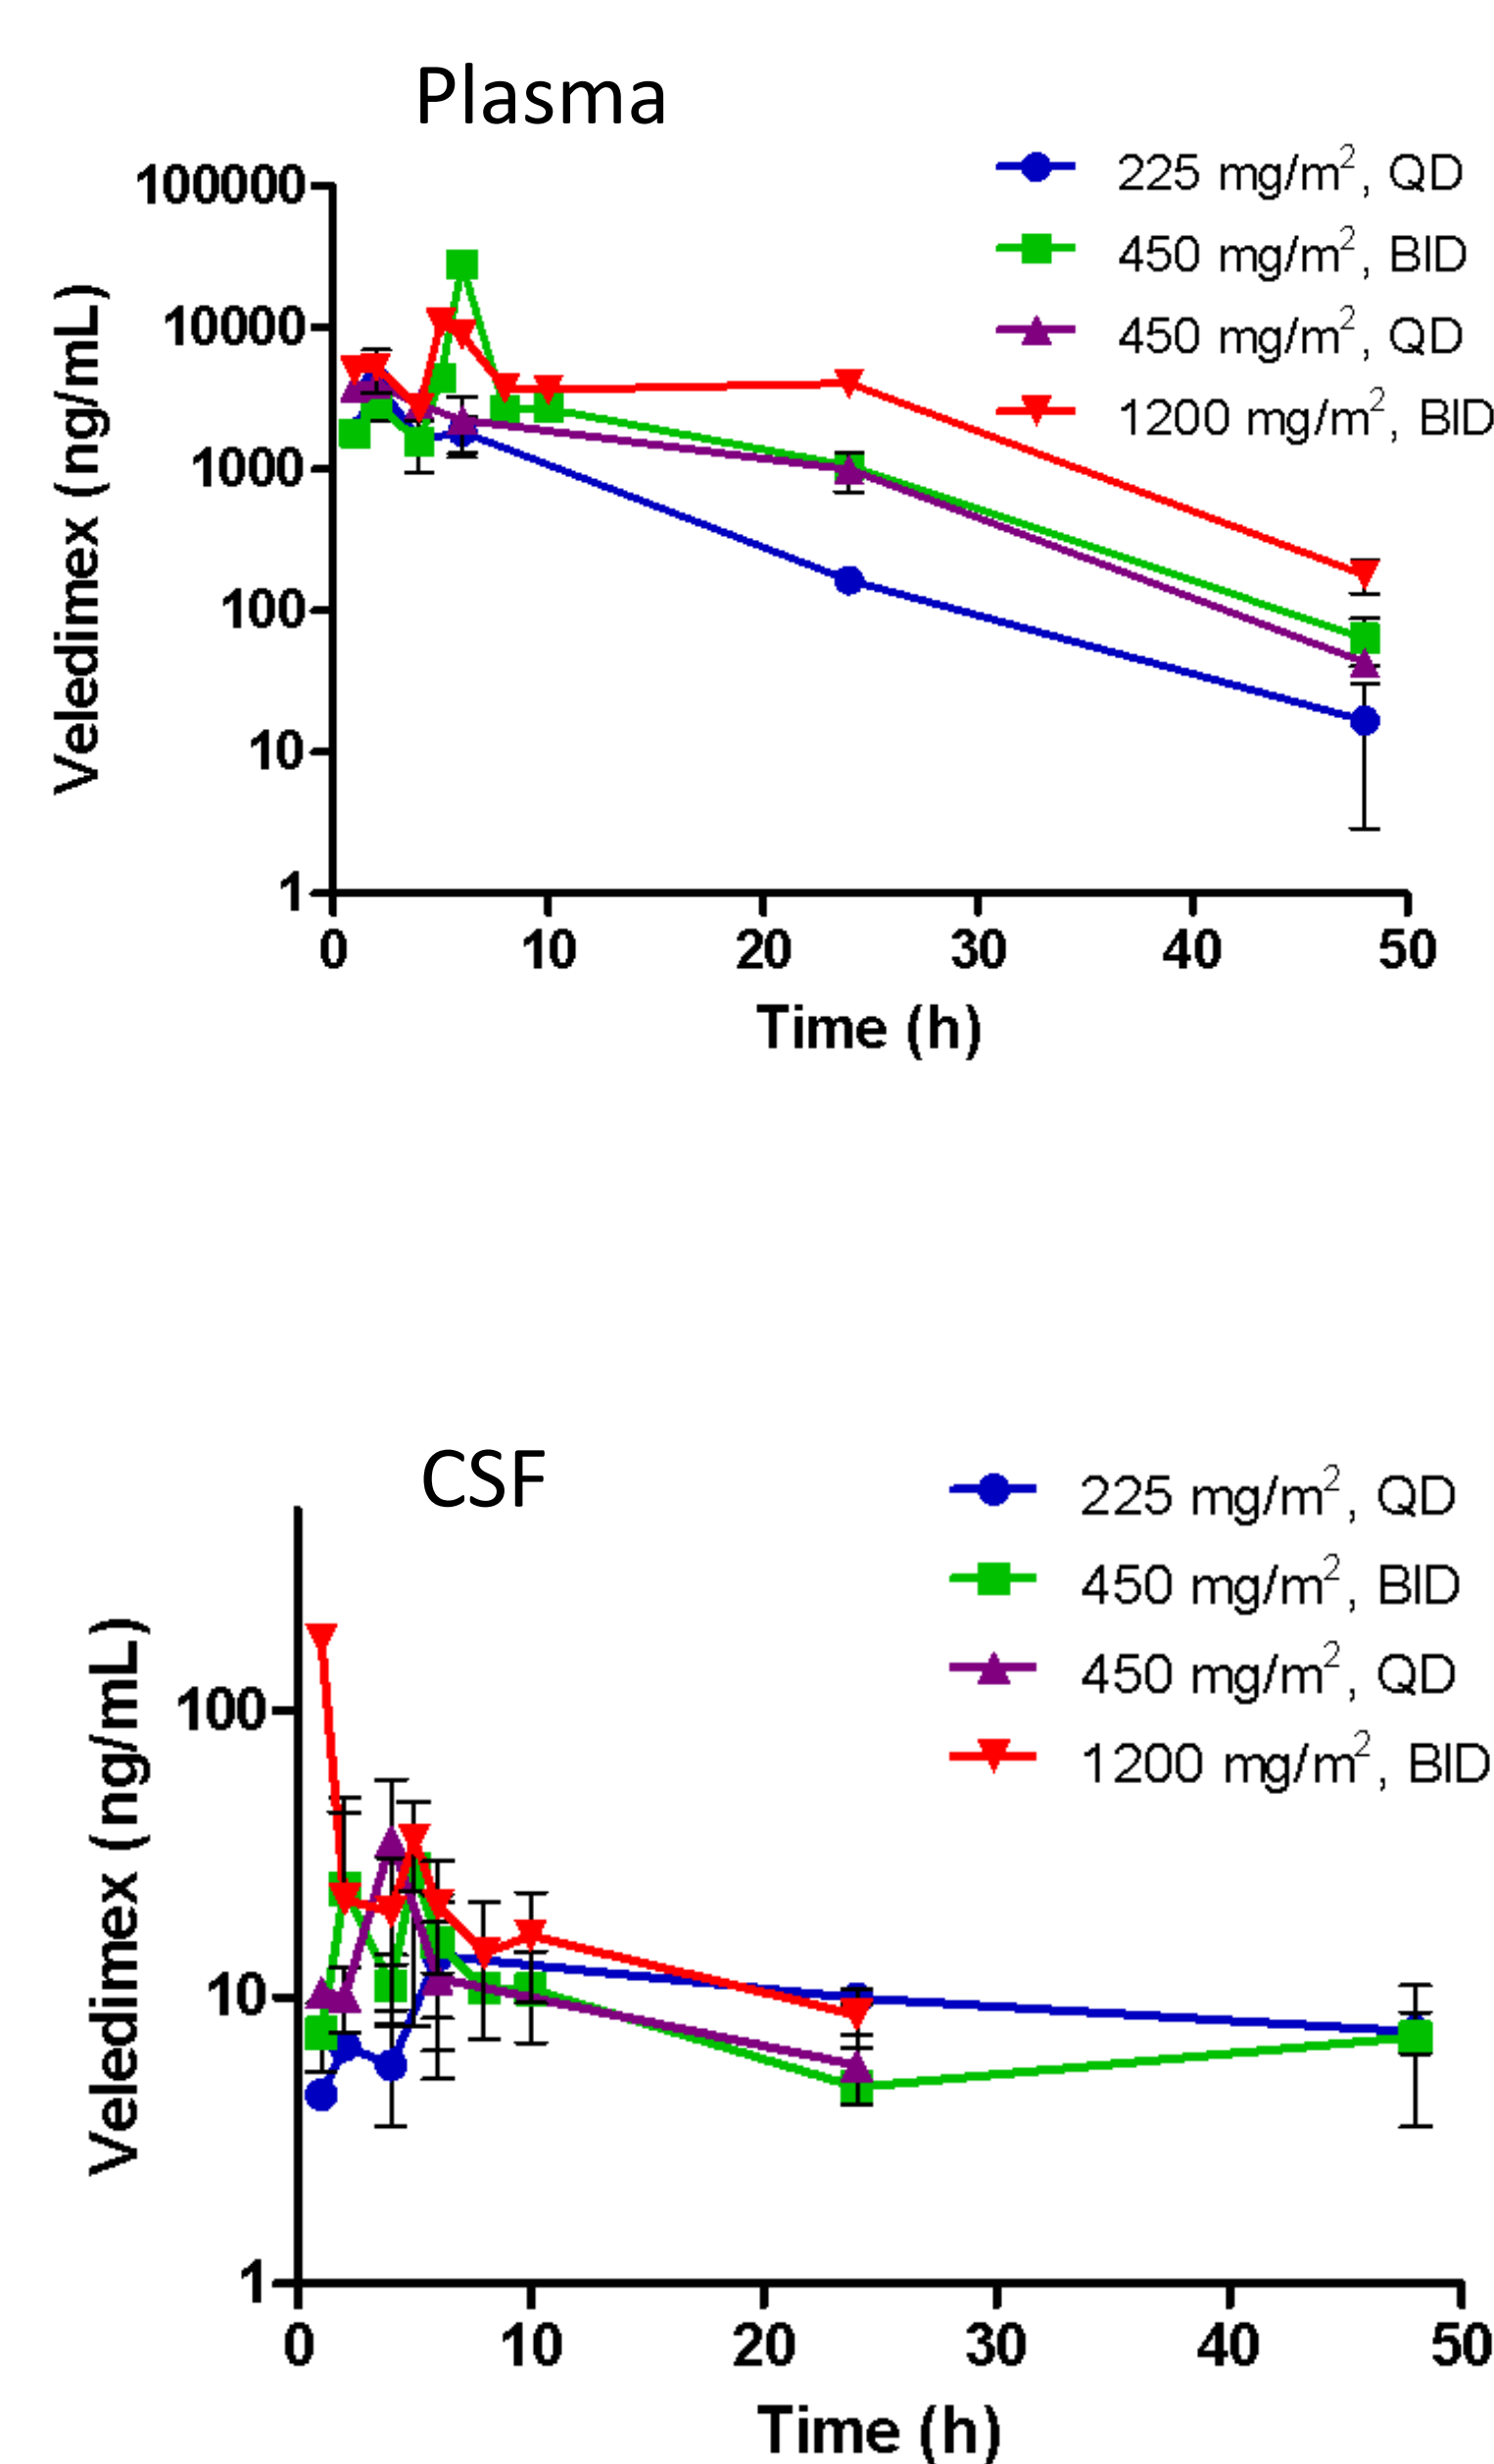 Plasma
225 mg/m², QD
450 mg/m², BID
450 mg/m², QD
1200 mg/m², BID
Veledimex (ng/mL)
100000
10000
1000
100
10
1
0 10 20 30 40 50
Time (h)
CSF
225 mg/m², QD
450 mg/m², BID
450 mg/m², QD
1200 mg/m², BID
Veledimex (ng/mL)
100
10
1
0 10 20 30 40 50
Time (h)